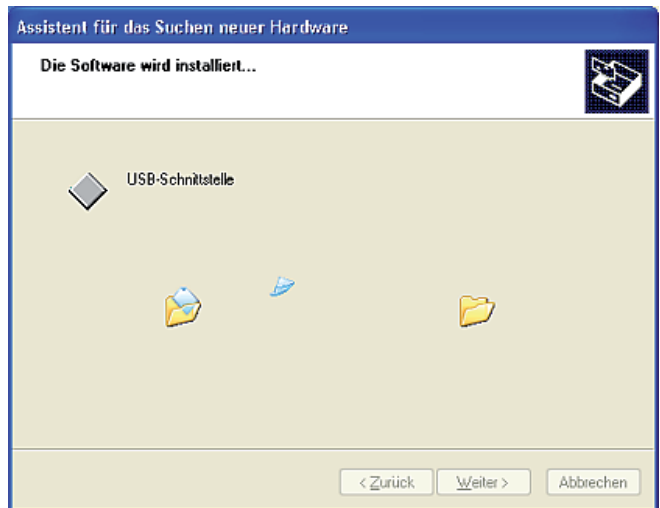 Assistent für das Suchen neuer Hardware
Die Software wird installiert...
USB-Schnittstelle
< Zurück Weiter > Abbrechen